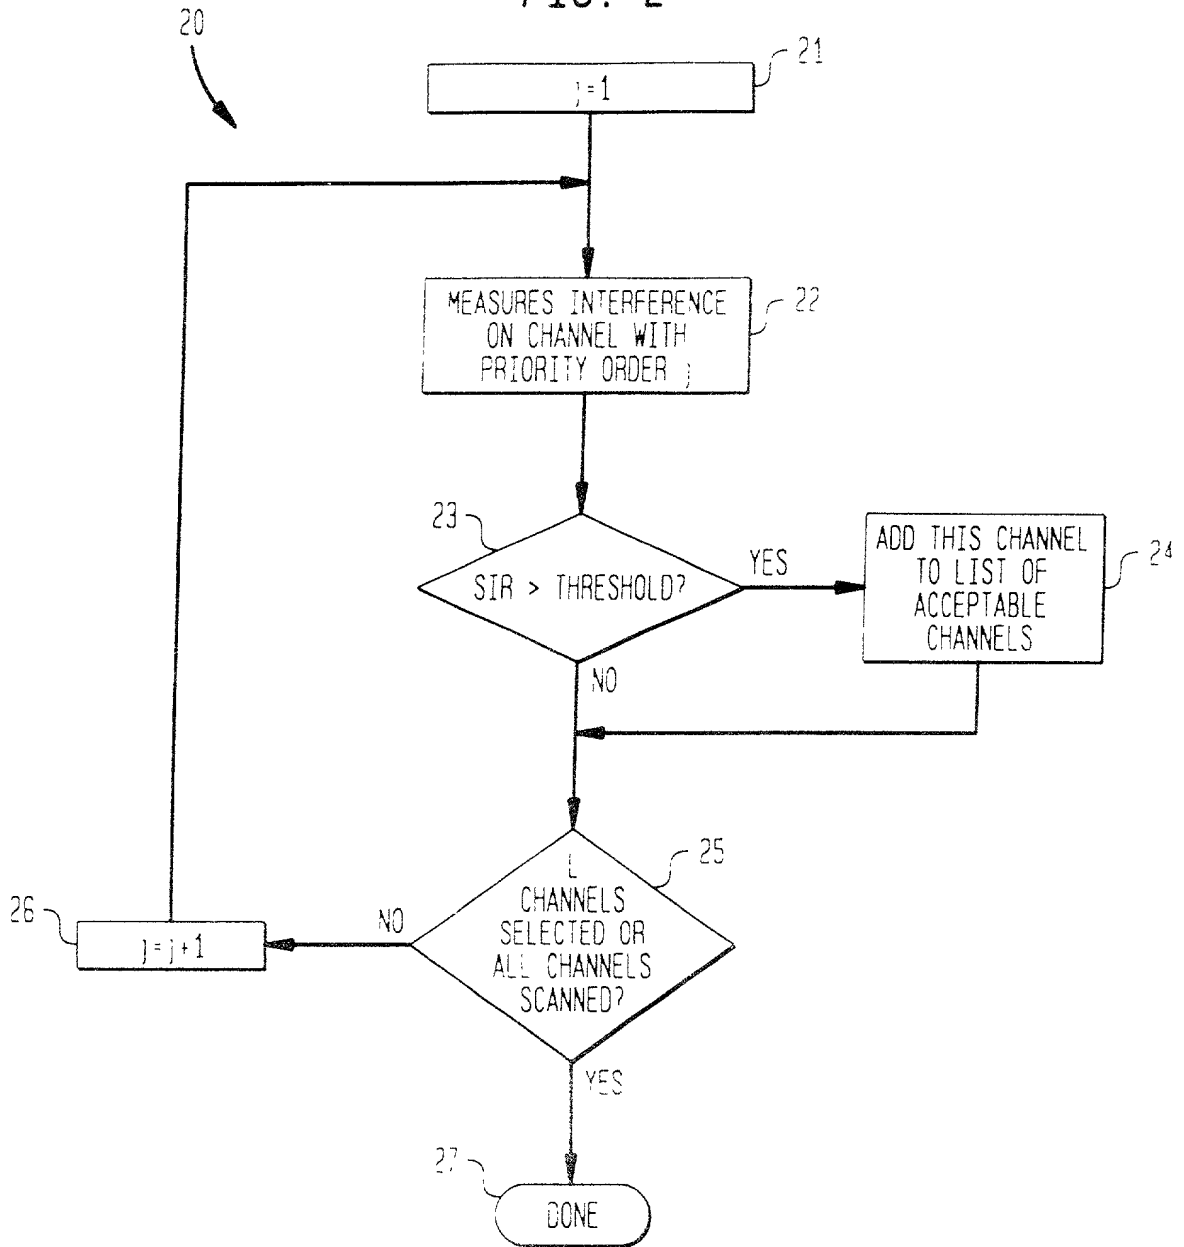 20
21
j=1
MEASURES INTERFERENCE
ON CHANNEL WITH
PRIORITY ORDER j
22
23
SIR > THRESHOLD?
YES
NO
ADD THIS CHANNEL
TO LIST OF
ACCEPTABLE
CHANNELS
24
L
CHANNELS
SELECTED OR
ALL CHANNELS
SCANNED?
25
NO
26
j=j+1
YES
27
DONE